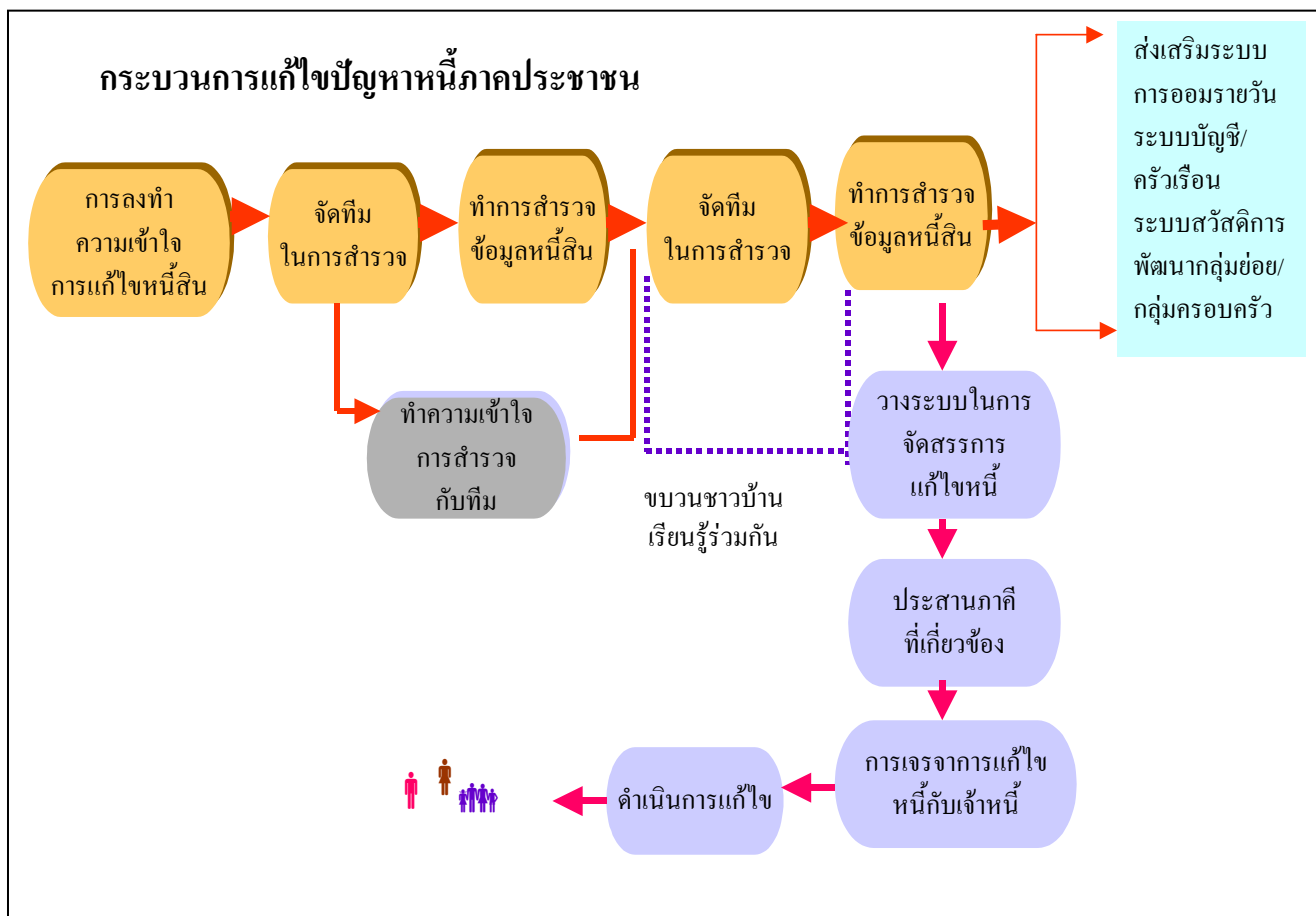 กระบวนการแก้ไขปัญหาหนี้ภาคประชาชน
การลงทำ
ความเข้าใจ
การแก้ไขหนี้สิน
จัดทีม
ในการสำรวจ
ทำการสำรวจ
ข้อมูลหนี้สิน
จัดทีม
ในการสำรวจ
ทำการสำรวจ
ข้อมูลหนี้สิน
ส่งเสริมระบบ
การออมรายวัน
ระบบบัญชี/
ครัวเรือน
ระบบสวัสดิการ
พัฒนากลุ่มย่อย/
กลุ่มครอบครัว
ทำความเข้าใจ
การสำรวจ
กับทีม
ขบวนชาวบ้าน
เรียนรู้ร่วมกัน
วางระบบในการ
จัดสรรการ
แก้ไขหนี้
ประสานภาคี
ที่เกี่ยวข้อง
การเจรจาการแก้ไข
หนี้กับเจ้าหนี้
ดำเนินการแก้ไข